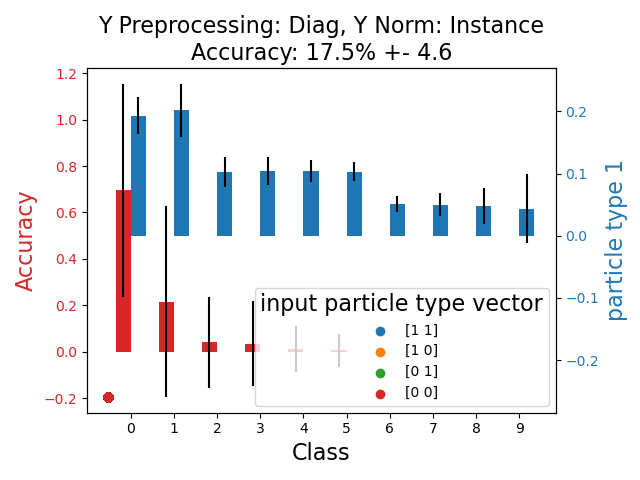 Y Preprocessing: Diag, Y Norm: Instance
Accuracy: 17.5% +- 4.6
1.2
1.0
0.8
0.6
0.4
0.2
0.0
−0.2
Accuracy
0.2
0.1
0.0
−0.1
−0.2
particle type 1
input particle type vector
[1 1]
[1 0]
[0 1]
[0 0]
0 1 2 3 4 5 6 7 8 9
Class